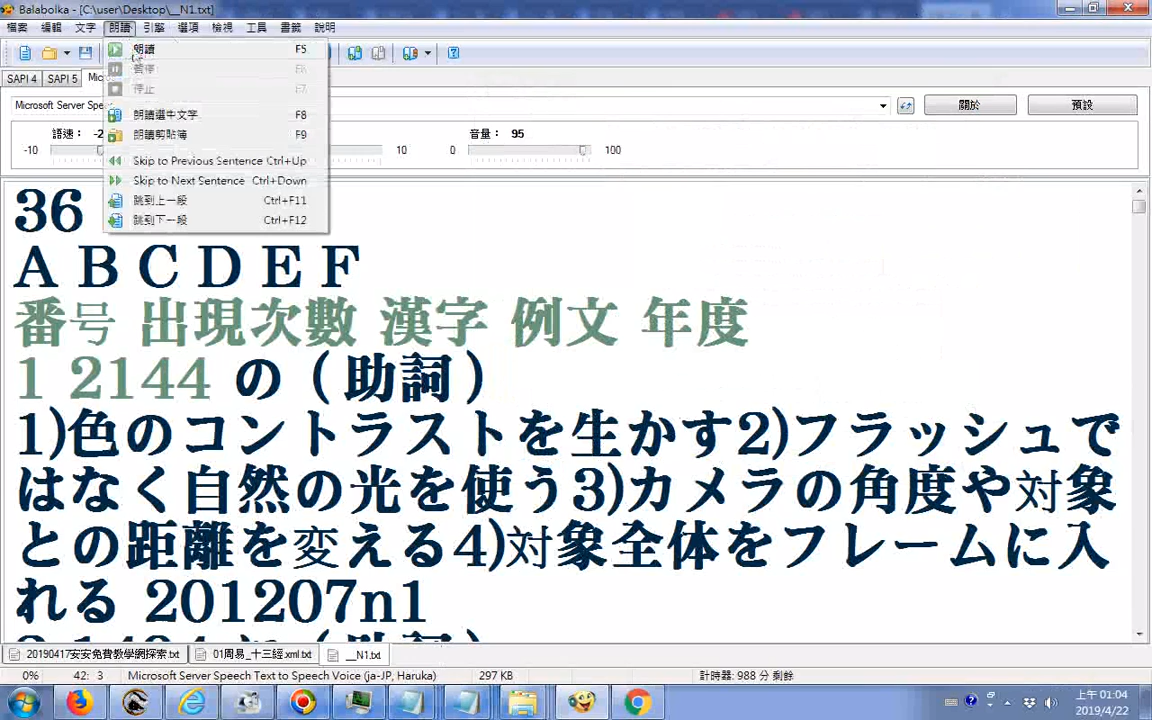 Balabolka - [C:\user\Desktop\__N1.txt]
檔案 編輯 文字 朗讀 引擎 選項 檢視 工具 書籤 說明
朗讀 F5
暫停 F6
停止 F7
朗讀選中文字 F8
朗讀剪貼簿 F9
Skip to Previous Sentence Ctrl+Up
Skip to Next Sentence Ctrl+Down
跳到上一段 Ctrl+F11
跳到下一段 Ctrl+F12
SAPI 4 SAPI 5
Microsoft Server Spe 關於 預設
語速： -2 音量： 95
-10 10 0 100
36
A B C D E F
番号 出現次數 漢字 例文 年度
1 2144 の（助詞）
1)色のコントラストを生かす2)フラッシュで
はなく自然の光を使う3)カメラの角度や対象
との距離を変える4)対象全体をフレームに入
れる 201207n1
20190417安安免費教學網探索.txt 01周易_十三經.xml.txt __N1.txt
0% 42: 3 Microsoft Server Speech Text to Speech Voice (ja-JP, Haruka) 297 KB 計時器: 988 分 剩餘
上午 01:04
2019/4/22